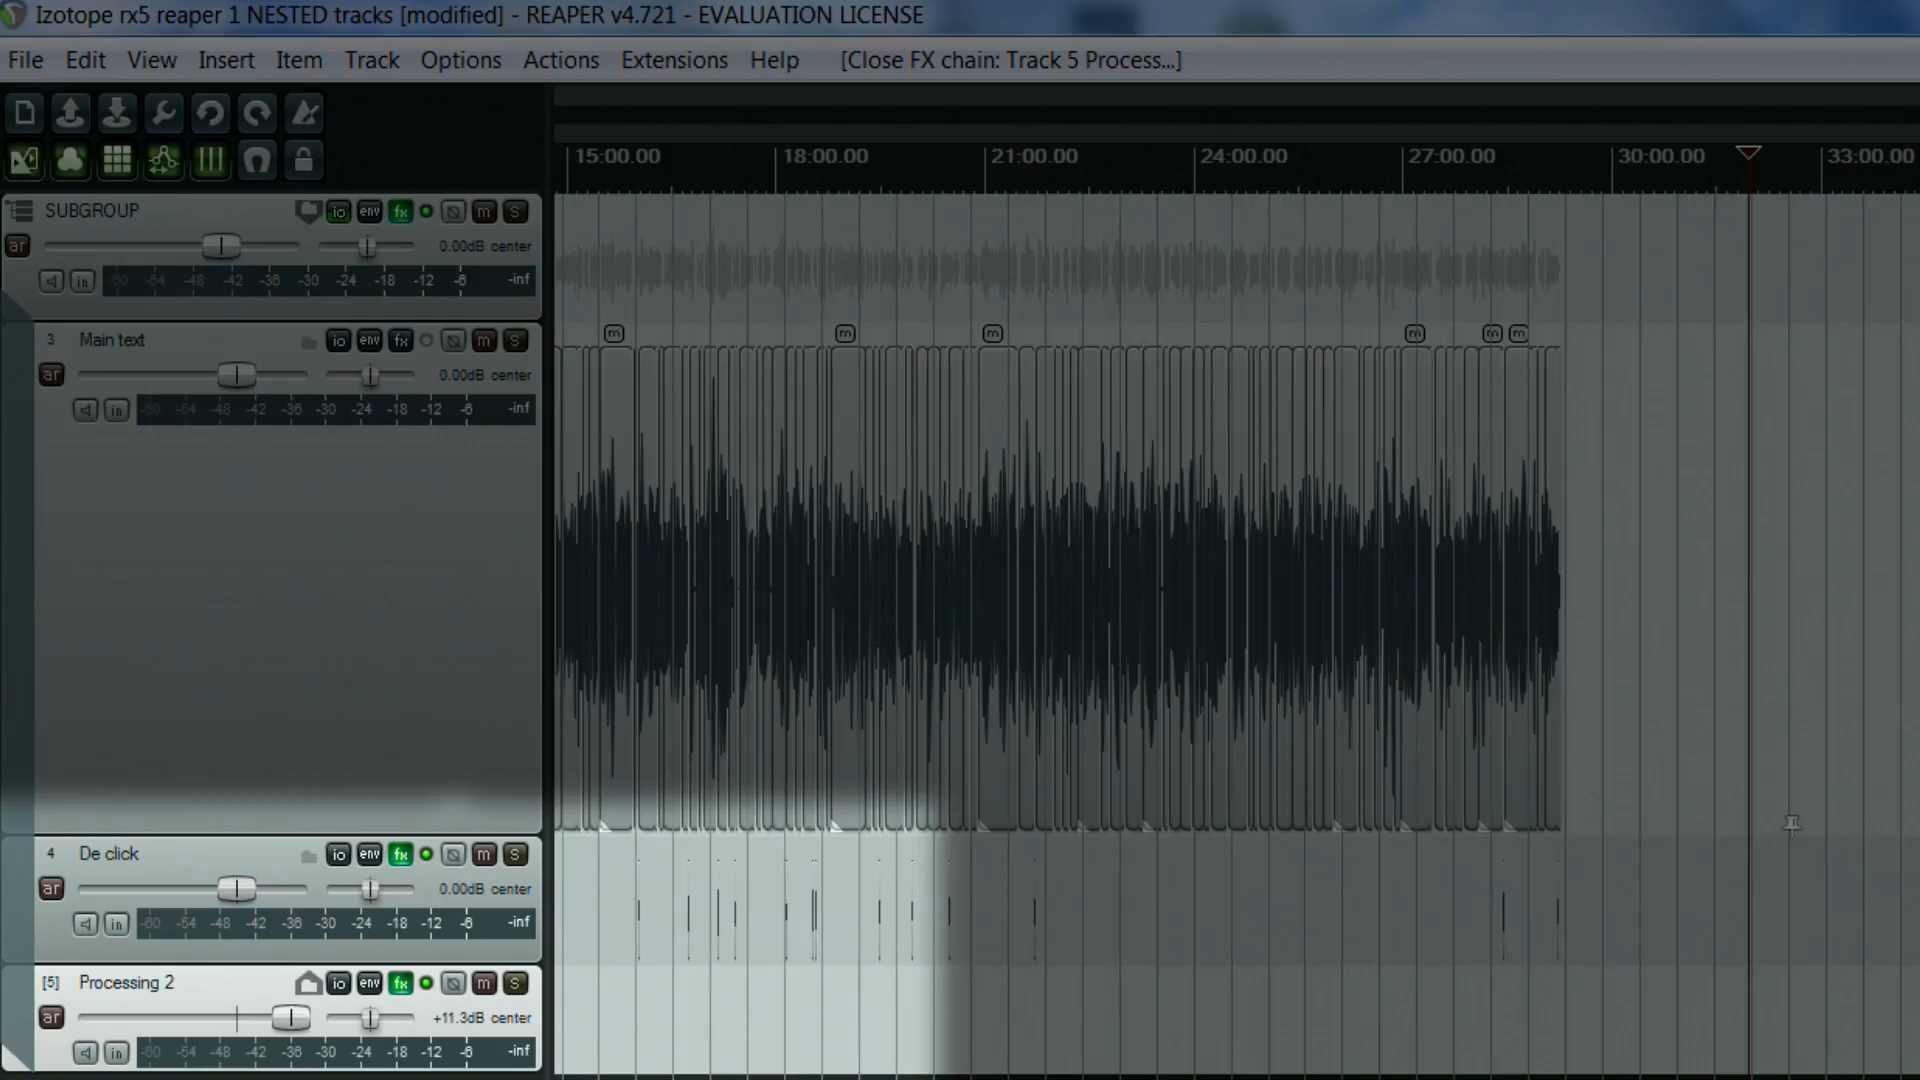 Izotope rx5 reaper 1 NESTED tracks [modified] - REAPER v4.721 - EVALUATION LICENSE
File Edit View Insert Item Track Options Actions Extensions Help [Close FX chain: Track 5 Process...]
15:00.00 18:00.00 21:00.00 24:00.00 27:00.00 30:00.00 33:00.00
SUBGROUP io env fx m S
ar 0.00dB center
in -60 -54 -48 -42 -36 -30 -24 -18 -12 -6 -inf
m m m m m m
3 Main text io env fx m S
ar 0.00dB center
in -60 -54 -48 -42 -36 -30 -24 -18 -12 -6 -inf
4 De click io env fx m S
ar 0.00dB center
in -60 -54 -48 -42 -36 -30 -24 -18 -12 -6 -inf
[5] Processing 2 io env fx m S
ar +11.3dB center
in -60 -54 -48 -42 -36 -30 -24 -18 -12 -6 -inf